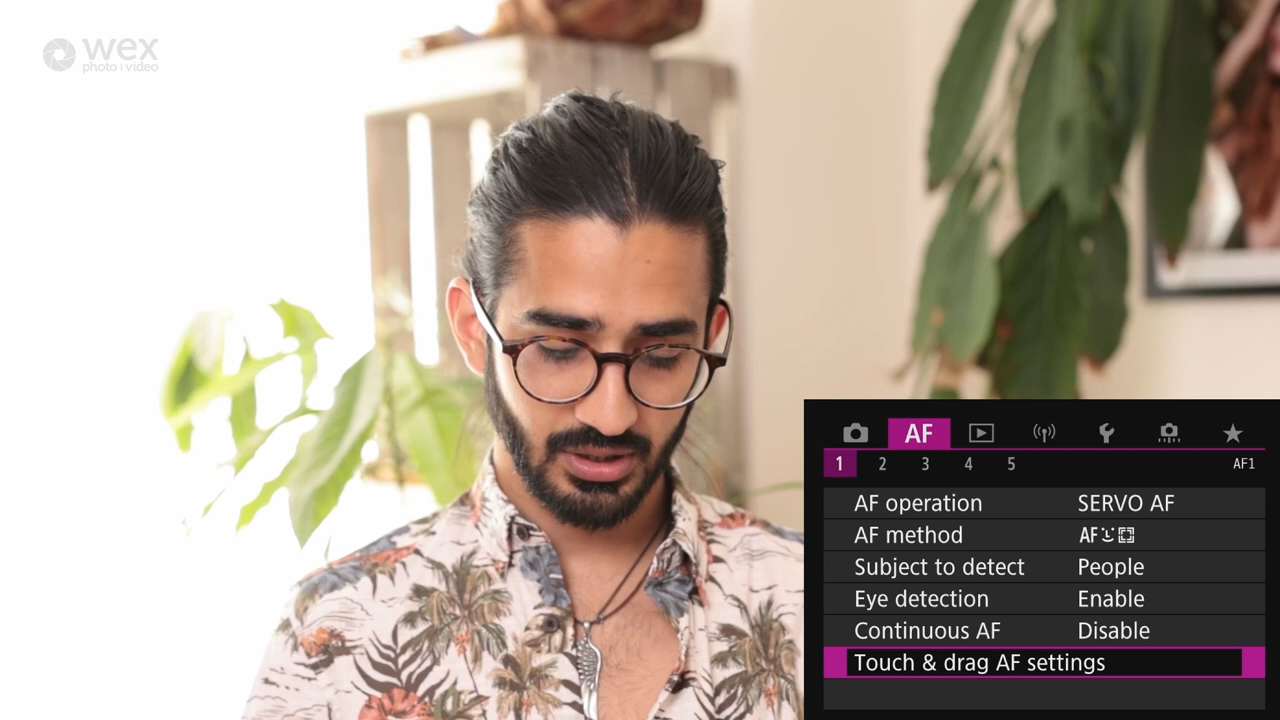 wex
photo | video
AF
1 2 3 4 5 AF1
AF operation SERVO AF
AF method AF
Subject to detect People
Eye detection Enable
Continuous AF Disable
Touch & drag AF settings